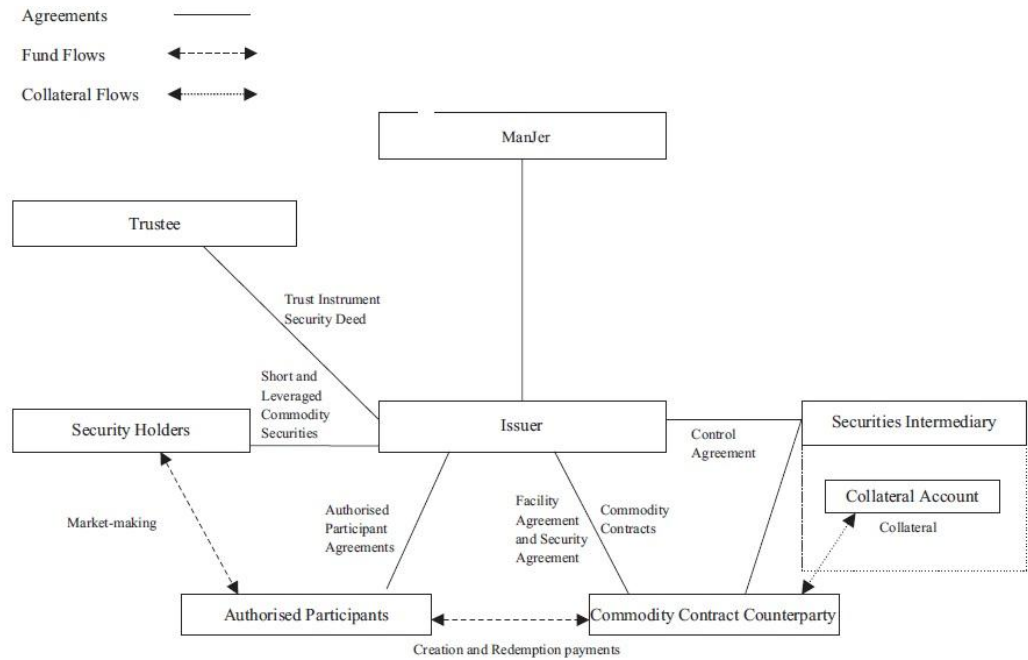 Agreements
Fund Flows
Collateral Flows
ManJer
Trustee
Trust Instrument
Security Deed
Short and
Leveraged
Commodity
Securities
Security Holders
Issuer
Securities Intermediary
Control
Agreement
Collateral Account
Collateral
Market-making
Authorised
Participant
Agreements
Facility
Agreement
and Security
Agreement
Commodity
Contracts
Authorised Participants
Commodity Contract Counterparty
Creation and Redemption payments